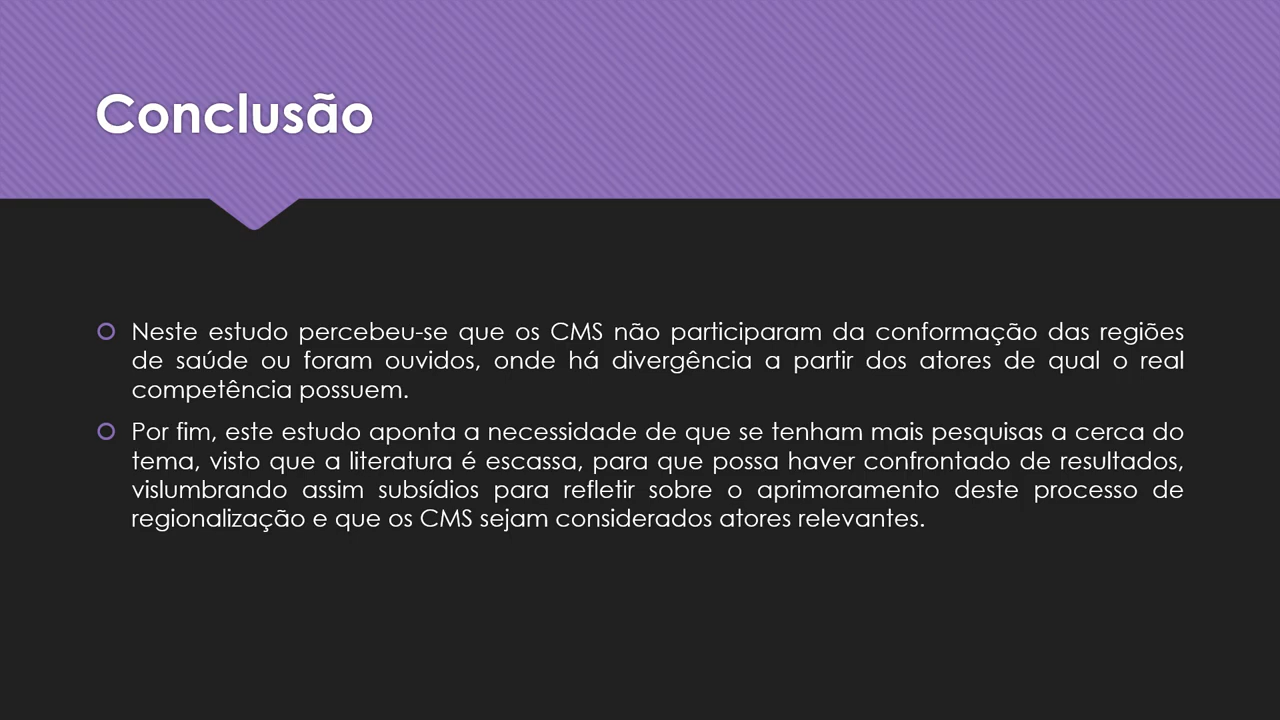 Conclusão
Neste estudo percebeu-se que os CMS não participaram da conformação das regiões
de saúde ou foram ouvidos, onde há divergência a partir dos atores de qual o real
competência possuem.
Por fim, este estudo aponta a necessidade de que se tenham mais pesquisas a cerca do
tema, visto que a literatura é escassa, para que possa haver confrontado de resultados,
vislumbrando assim subsídios para refletir sobre o aprimoramento deste processo de
regionalização e que os CMS sejam considerados atores relevantes.